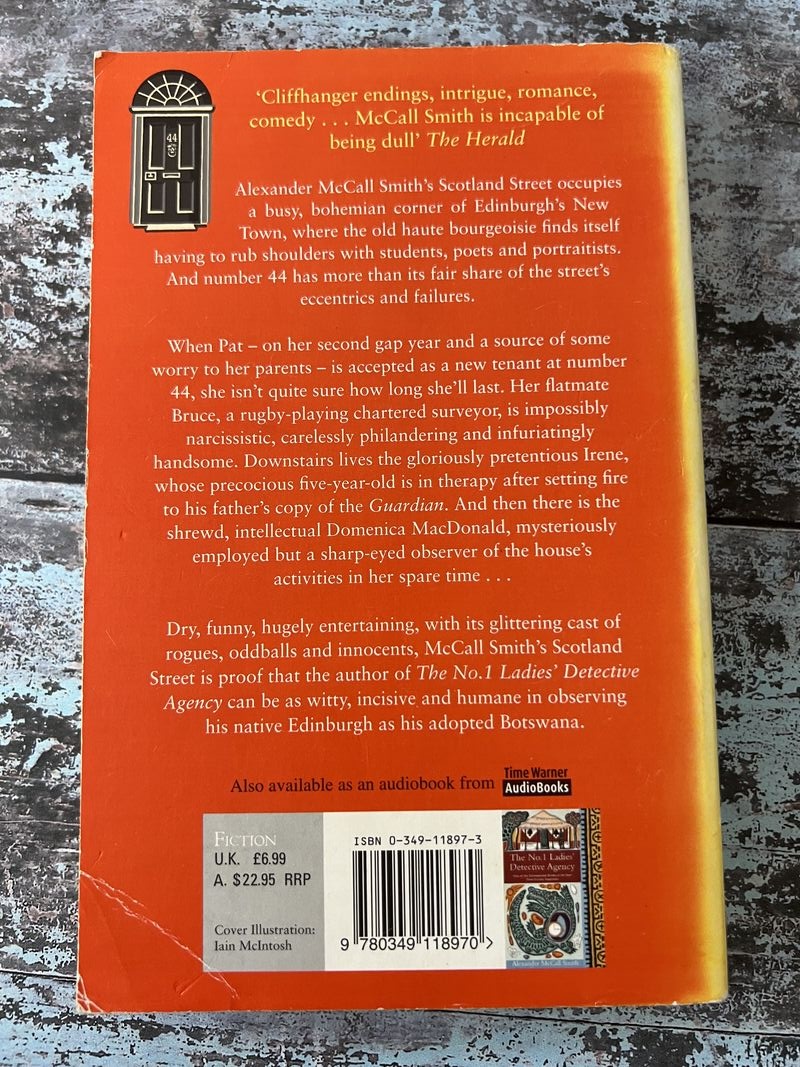 44
'Cliffhanger endings, intrigue, romance,
comedy . . . McCall Smith is incapable of
being dull' The Herald
Alexander McCall Smith's Scotland Street occupies
a busy, bohemian corner of Edinburgh's New
Town, where the old haute bourgeoisie finds itself
having to rub shoulders with students, poets and portraitists.
And number 44 has more than its fair share of the street's
eccentrics and failures.
When Pat – on her second gap year and a source of some
worry to her parents – is accepted as a new tenant at number
44, she isn't quite sure how long she'll last. Her flatmate
Bruce, a rugby-playing chartered surveyor, is impossibly
narcissistic, carelessly philandering and infuriatingly
handsome. Downstairs lives the gloriously pretentious Irene,
whose precocious five-year-old is in therapy after setting fire
to his father's copy of the Guardian. And then there is the
shrewd, intellectual Domenica MacDonald, mysteriously
employed but a sharp-eyed observer of the house's
activities in her spare time . . .
Dry, funny, hugely entertaining, with its glittering cast of
rogues, oddballs and innocents, McCall Smith's Scotland
Street is proof that the author of The No.1 Ladies' Detective
Agency can be as witty, incisive and humane in observing
his native Edinburgh as his adopted Botswana.
Also available as an audiobook from
Time Warner
AudioBooks
FICTION
U.K. £6.99
A. $22.95 RRP
Cover Illustration:
Iain McIntosh
ISBN 0-349-11897-3
9 780349 118970 >
The No.1 Ladies'
Detective Agency
Alexander McCall Smith